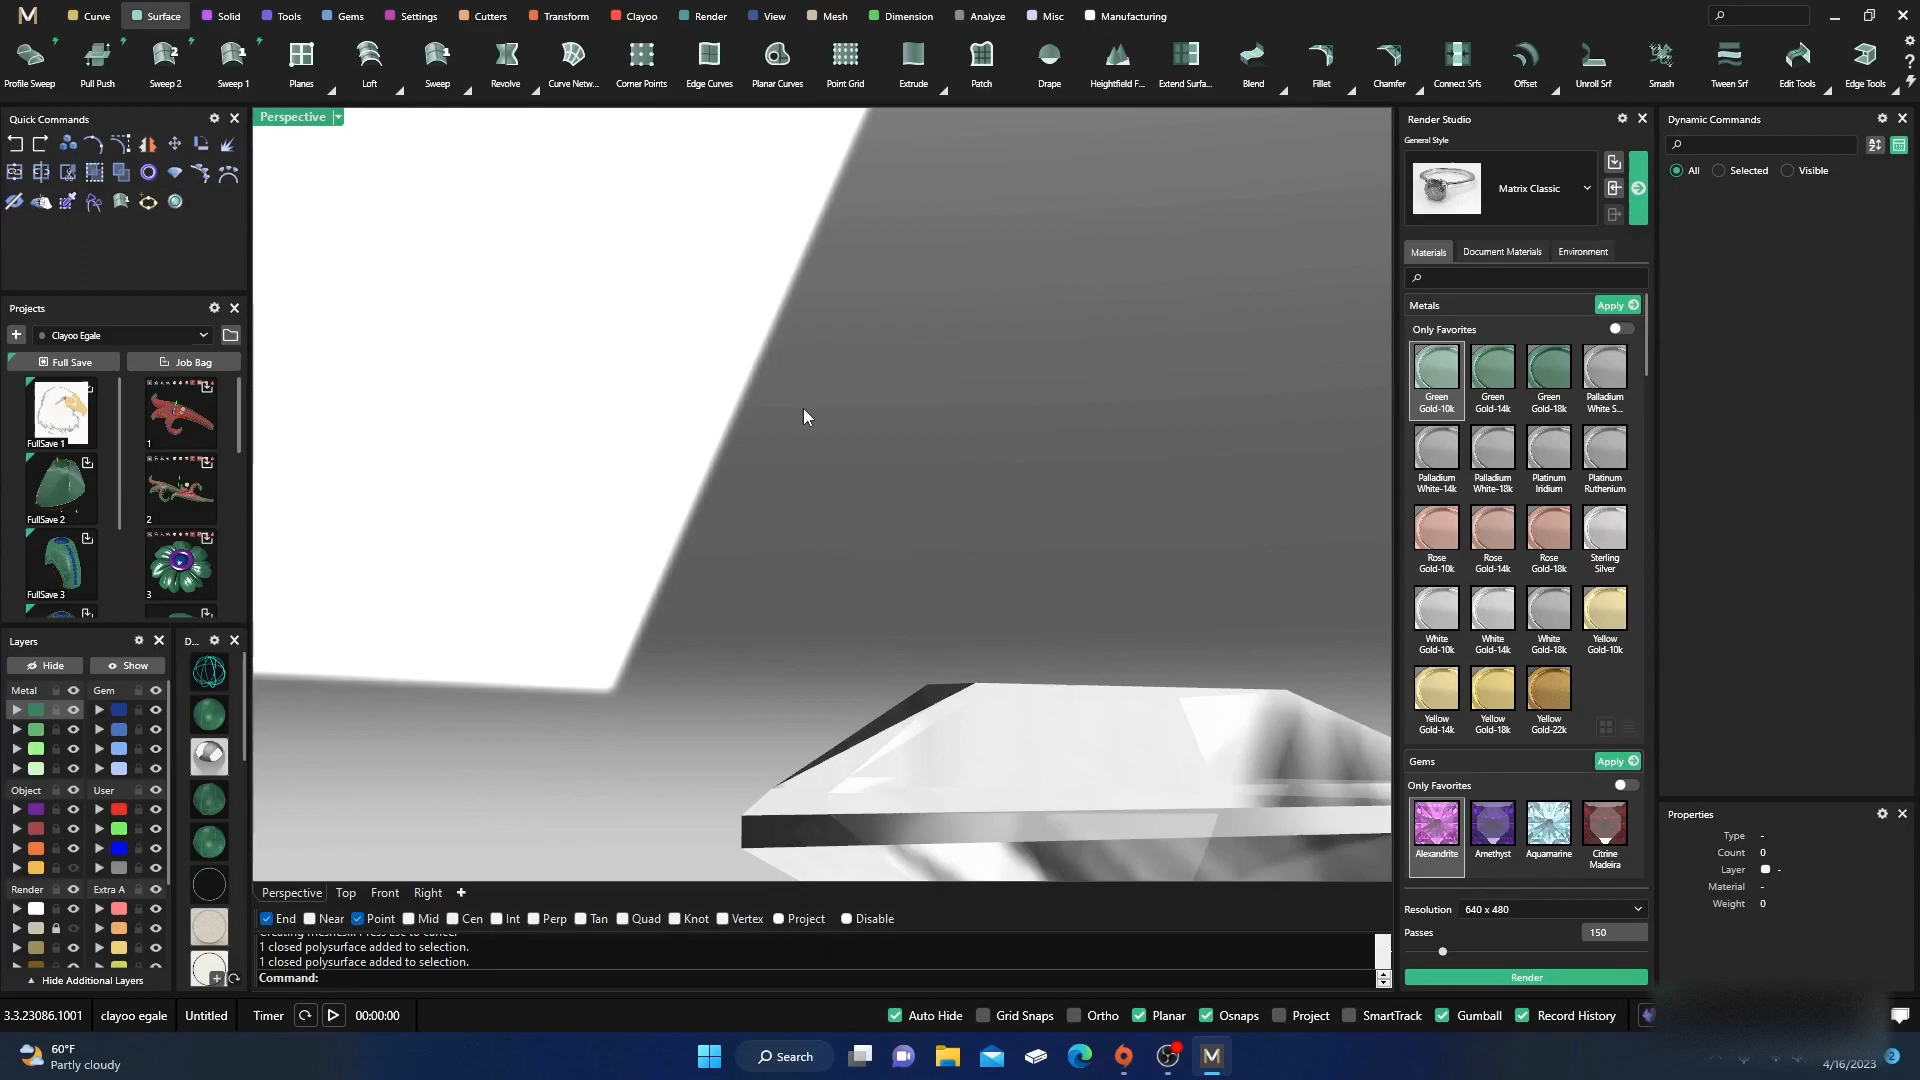 Curve Surface Solid Tools Gems Settings Cutters Transform Clayoo Render View Mesh Dimension Analyze Misc Manufacturing
Profile Sweep Pull Push Sweep 2 Sweep 1 Planes Loft Sweep Revolve Curve Netw... Corner Points Edge Curves Planar Curves Point Grid Extrude Patch Drape Heightfield F... Extend Surfa... Blend Fillet Chamfer Connect Srfs Offset Unroll Srf Smash Tween Srf Edit Tools Edge Tools
Quick Commands
Projects
Clayoo Egale
Full Save Job Bag
FullSave 1 1
FullSave 2 2
FullSave 3 3
Layers D...
Hide Show
Metal Gem
Object User
Render Extra A
Hide Additional Layers
Perspective
Perspective Top Front Right
End Near Point Mid Cen Int Perp Tan Quad Knot Vertex Project Disable
1 closed polysurface added to selection.
1 closed polysurface added to selection.
Command:
Render Studio
General Style
Matrix Classic
Materials Document Materials Environment
Metals Apply
Only Favorites
Green Gold-10k Green Gold-14k Green Gold-18k Palladium White S...
Palladium White-14k Palladium White-18k Platinum Iridium Platinum Ruthenium
Rose Gold-10k Rose Gold-14k Rose Gold-18k Sterling Silver
White Gold-10k White Gold-14k White Gold-18k Yellow Gold-10k
Yellow Gold-14k Yellow Gold-18k Yellow Gold-22k
Gems Apply
Only Favorites
Alexandrite Amethyst Aquamarine Citrine Madeira
Resolution 640 x 480
Passes 150
Render
Dynamic Commands
All Selected Visible
Properties
Type -
Count 0
Layer -
Material -
Weight 0
3.3.23086.1001 clayoo egale Untitled Timer 00:00:00 Auto Hide Grid Snaps Ortho Planar Osnaps Project SmartTrack Gumball Record History
60°F
Partly cloudy
Search
4/16/2023 2